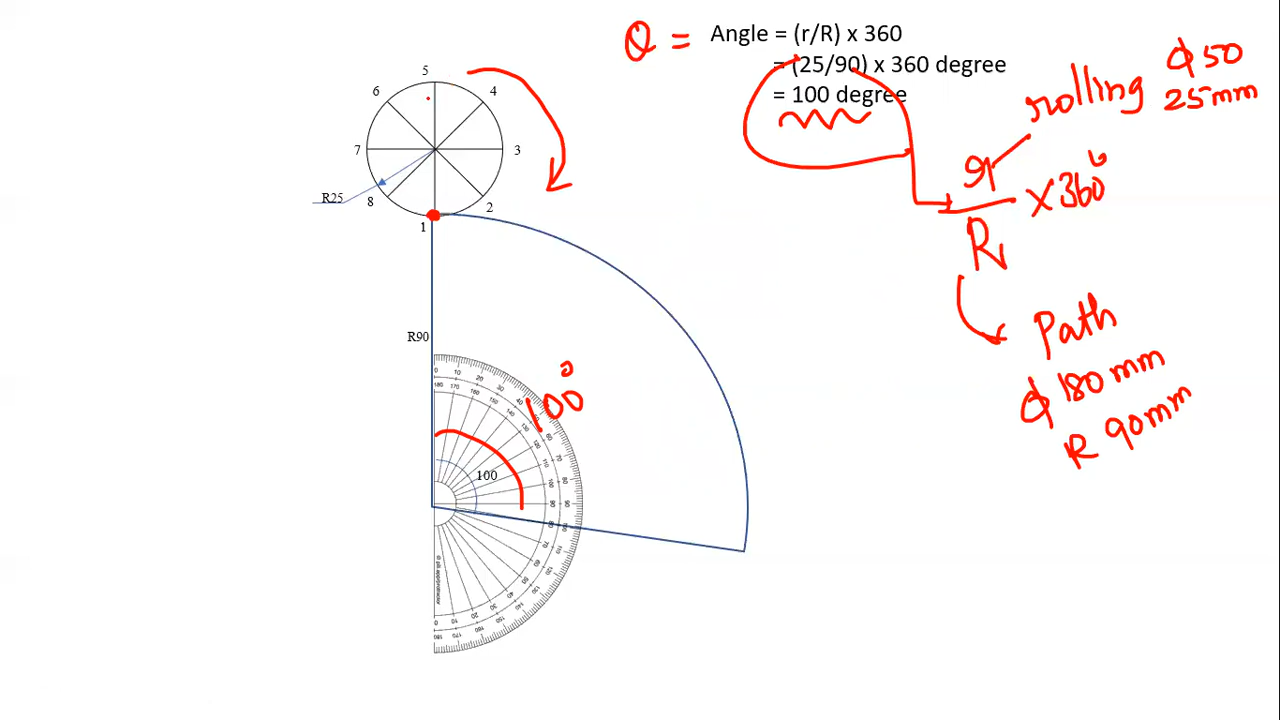 Q = Angle = (r/R) x 360
= (25/90) x 360 degree
= 100 degree
rolling ϕ50
25mm
r/R x 360°
Path
ϕ 180 mm
R 90mm
5
6 4
7 3
R25
8 2
1
R90
100°
100